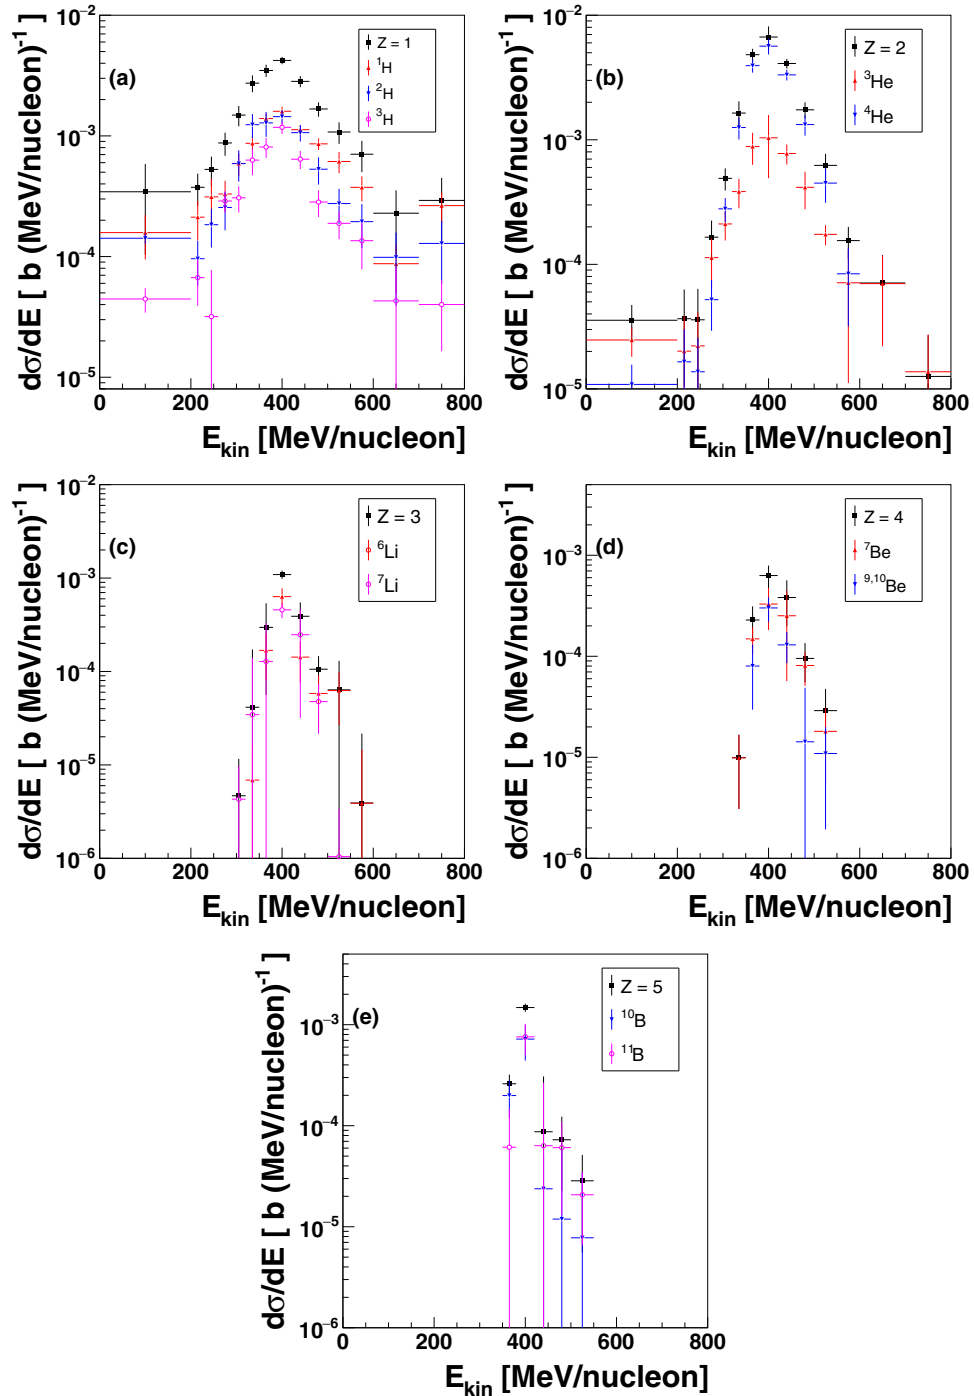 dσ/dE [ b (MeV/nucleon)⁻¹ ]
10⁻²
10⁻³
10⁻⁴
10⁻⁵
(a)
Z = 1
¹H
²H
³H
0 200 400 600 800
E_kin [MeV/nucleon]
dσ/dE [ b (MeV/nucleon)⁻¹ ]
10⁻²
10⁻³
10⁻⁴
10⁻⁵
(b)
Z = 2
³He
⁴He
0 200 400 600 800
E_kin [MeV/nucleon]
dσ/dE [ b (MeV/nucleon)⁻¹ ]
10⁻²
10⁻³
10⁻⁴
10⁻⁵
10⁻⁶
(c)
Z = 3
⁶Li
⁷Li
0 200 400 600 800
E_kin [MeV/nucleon]
dσ/dE [ b (MeV/nucleon)⁻¹ ]
10⁻³
10⁻⁴
10⁻⁵
10⁻⁶
(d)
Z = 4
⁷Be
⁹,¹⁰Be
0 200 400 600 800
E_kin [MeV/nucleon]
dσ/dE [ b (MeV/nucleon)⁻¹ ]
10⁻³
10⁻⁴
10⁻⁵
10⁻⁶
(e)
Z = 5
¹⁰B
¹¹B
0 200 400 600 800
E_kin [MeV/nucleon]